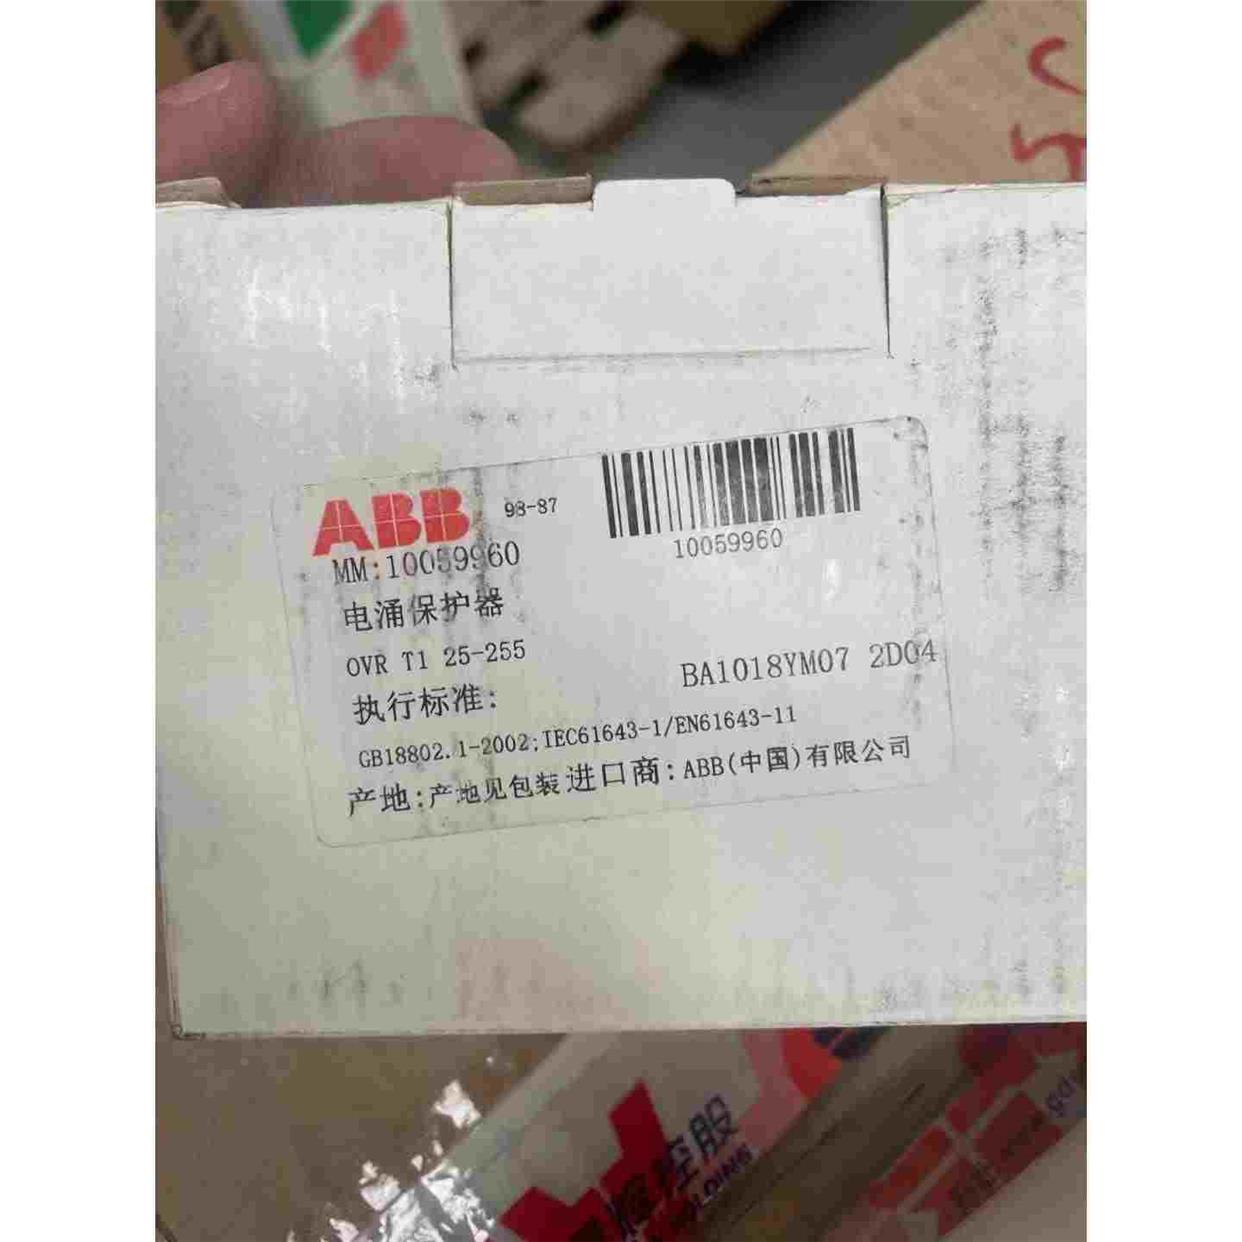 ABB 98-87
10059960
MM:10059960
电涌保护器
OVR T1 25-255
BA1018YM07 2D04
执行标准:
GB18802.1-2002;IEC61643-1/EN61643-11
产地:产地见包装 进口商:ABB(中国)有限公司
控股